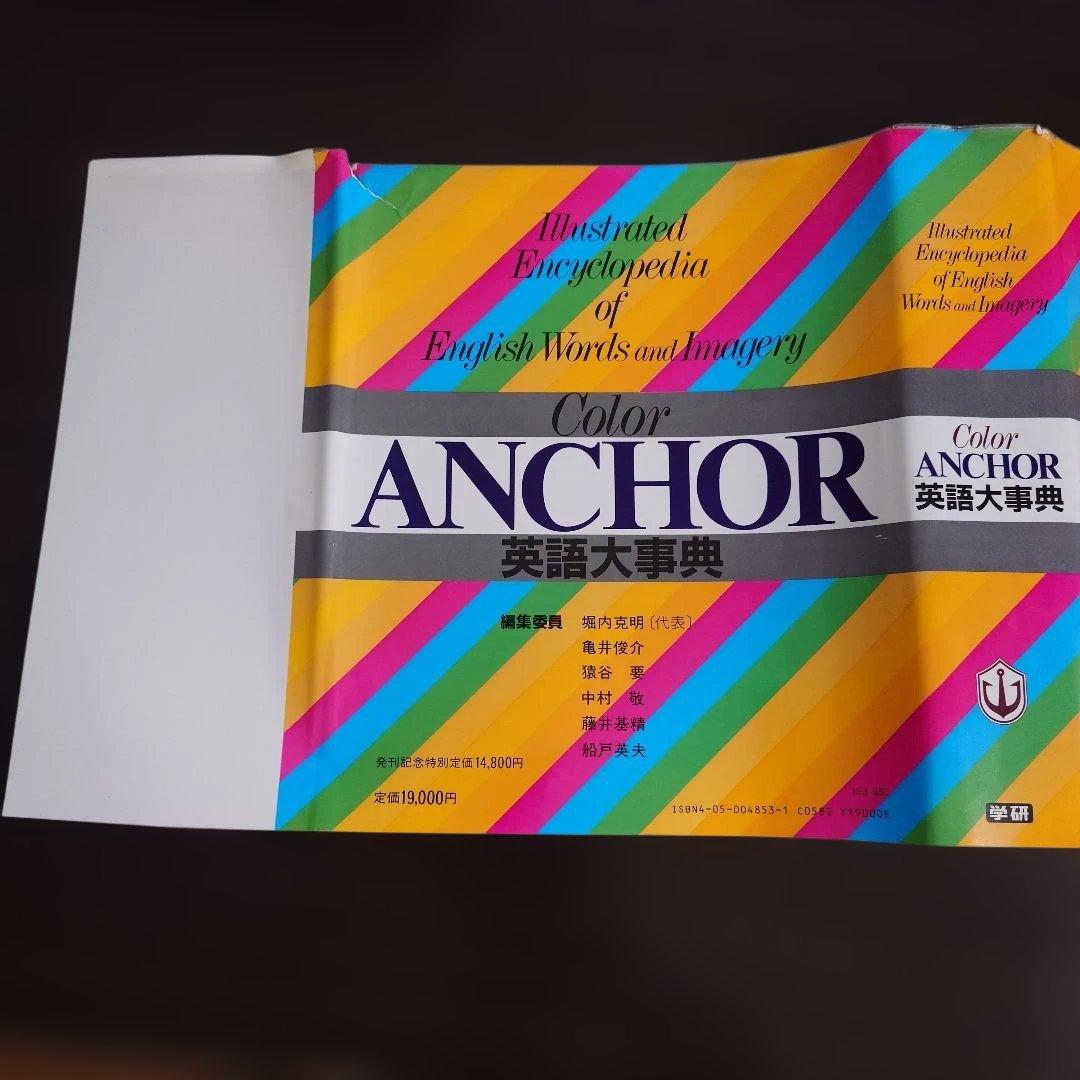 Illustrated
Encyclopedia
of
English Words and Imagery
Color
ANCHOR
英語大事典
編集委員 堀内克明〔代表〕
亀井俊介
猿谷 要
中村 敬
藤井基精
船戸英夫
発刊記念特別定価14,800円
定価19,000円
163 851
ISBN4-05-004853-1 C0582 ¥19000E
Illustrated
Encyclopedia
of English
Words and Imagery
Color
ANCHOR
英語大事典
学研